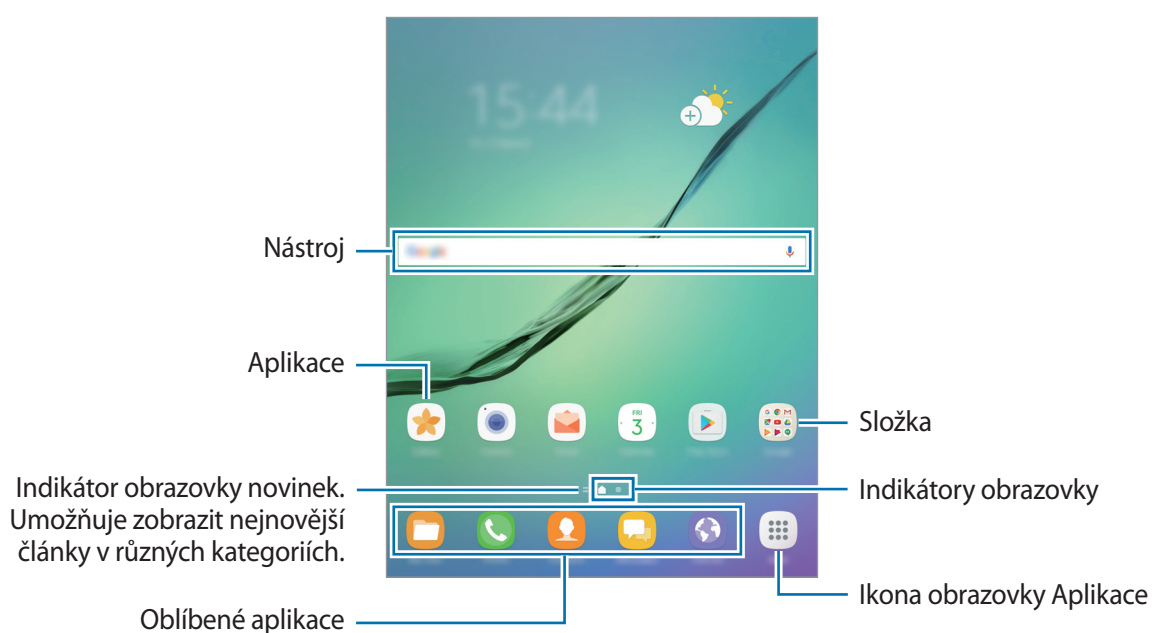 15:44
Nástroj
Google
Aplikace
FRI
3
Složka
Indikátor obrazovky novinek.
Umožňuje zobrazit nejnovější
články v různých kategoriích.
Indikátory obrazovky
Ikona obrazovky Aplikace
Oblíbené aplikace